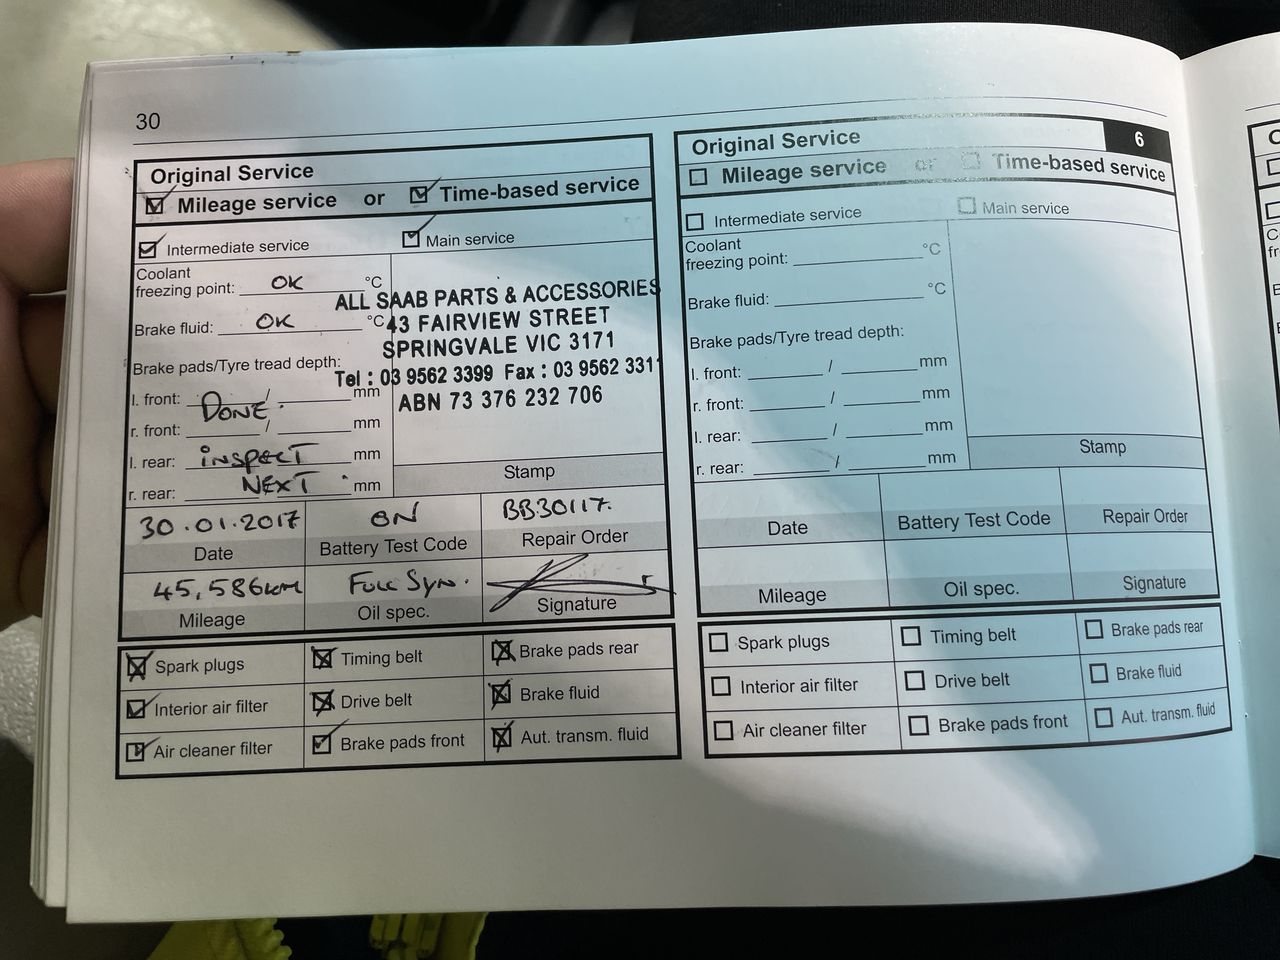 30
Original Service
Mileage service or Time-based service
Intermediate service Main service
Coolant
freezing point: OK °C
Brake fluid: OK °C
Brake pads/Tyre tread depth:
l. front: DONE. / mm
r. front: / mm
l. rear: INSPECT mm
r. rear: NEXT mm
ALL SAAB PARTS & ACCESSORIES
43 FAIRVIEW STREET
SPRINGVALE VIC 3171
Tel : 03 9562 3399 Fax : 03 9562 3311
ABN 73 376 232 706
Stamp
30.01.2017 BB30117.
Date Battery Test Code Repair Order
45,586km FULL SYN.
Mileage Oil spec. Signature
Spark plugs Timing belt Brake pads rear
Interior air filter Drive belt Brake fluid
Air cleaner filter Brake pads front Aut. transm. fluid
Original Service 6
Mileage service or Time-based service
Intermediate service Main service
Coolant
freezing point: °C
Brake fluid: °C
Brake pads/Tyre tread depth:
l. front: / mm
r. front: / mm
l. rear: / mm
r. rear: / mm
Stamp
Date Battery Test Code Repair Order
Mileage Oil spec. Signature
Spark plugs Timing belt Brake pads rear
Interior air filter Drive belt Brake fluid
Air cleaner filter Brake pads front Aut. transm. fluid